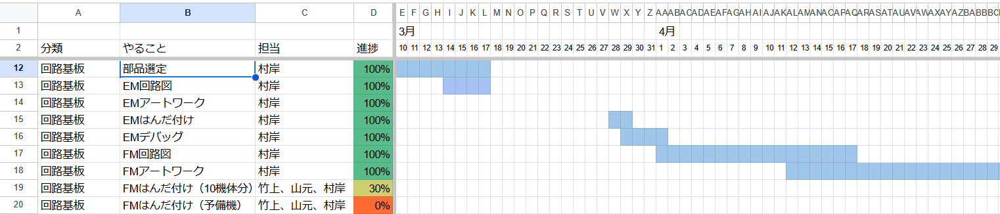 A B C D E F G H I J K L M N O P Q R S T U V W X Y Z AA AB AC AD AE AF AG AH AI AJ AK AL AM AN AO AP AQ AR AS AT AU AV AW AX AY AZ BA BB BC
1 3月 4月
2 分類 やること 担当 進捗 10 11 12 13 14 15 16 17 18 19 20 21 22 23 24 25 26 27 28 29 30 31 1 2 3 4 5 6 7 8 9 10 11 12 13 14 15 16 17 18 19 20 21 22 23 24 25 26 27 28 29
12 回路基板 部品選定 村岸 100%
13 回路基板 EM回路図 村岸 100%
14 回路基板 EMアートワーク 村岸 100%
15 回路基板 EMはんだ付け 村岸 100%
16 回路基板 EMデバッグ 村岸 100%
17 回路基板 FM回路図 村岸 100%
18 回路基板 FMアートワーク 村岸 100%
19 回路基板 FMはんだ付け（10機体分） 竹上、山元、村岸 30%
20 回路基板 FMはんだ付け（予備機） 竹上、山元、村岸 0%